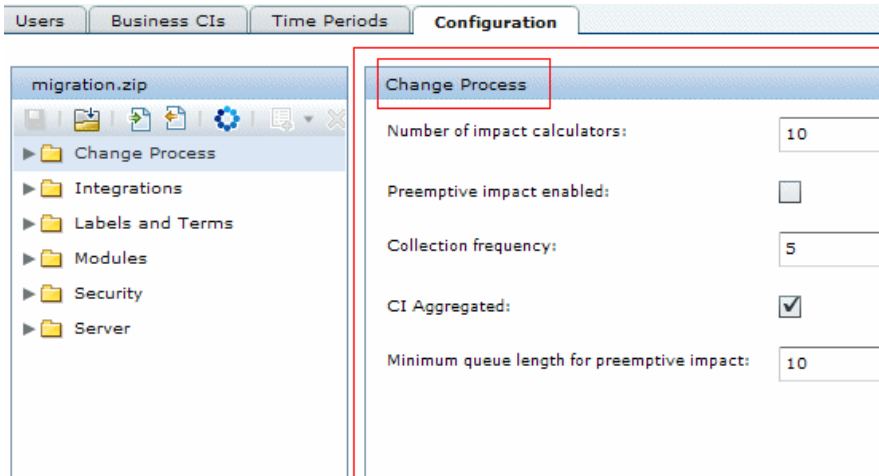 Users Business CIs Time Periods Configuration
migration.zip
Change Process
Integrations
Labels and Terms
Modules
Security
Server
Change Process
Number of impact calculators: 10
Preemptive impact enabled:
Collection frequency: 5
CI Aggregated:
Minimum queue length for preemptive impact: 10